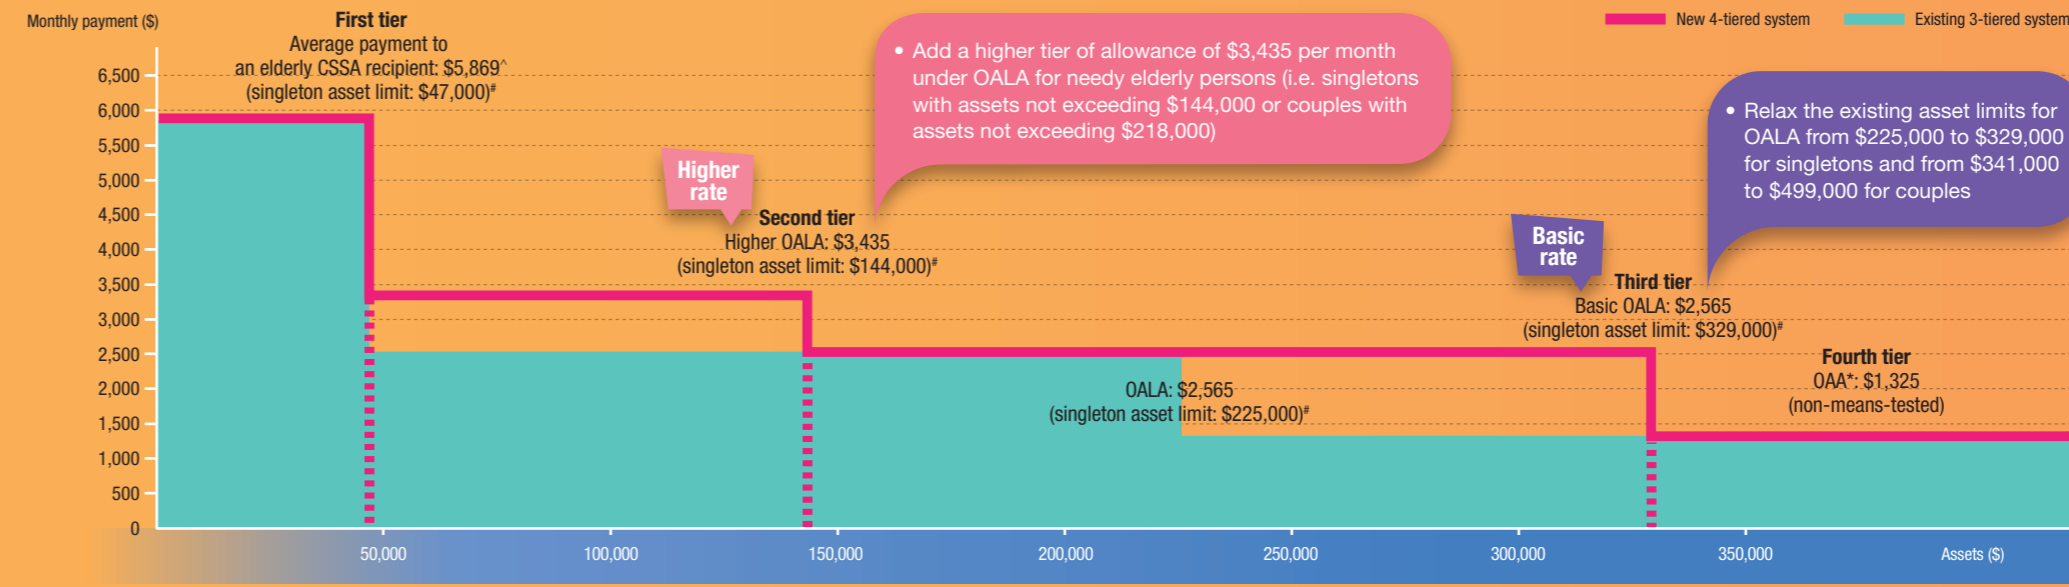 Monthly payment ($)
First tier
Average payment to
an elderly CSSA recipient: $5,869^
(singleton asset limit: $47,000)#
• Add a higher tier of allowance of $3,435 per month
under OALA for needy elderly persons (i.e. singletons
with assets not exceeding $144,000 or couples with
assets not exceeding $218,000)
New 4-tiered system
Existing 3-tiered system
• Relax the existing asset limits for
OALA from $225,000 to $329,000
for singletons and from $341,000
to $499,000 for couples
Higher
rate
Second tier
Higher OALA: $3,435
(singleton asset limit: $144,000)#
Basic
rate
Third tier
Basic OALA: $2,565
(singleton asset limit: $329,000)#
Fourth tier
OAA*: $1,325
(non-means-tested)
OALA: $2,565
(singleton asset limit: $225,000)#
6,500
6,000
5,500
5,000
4,500
4,000
3,500
3,000
2,500
2,000
1,500
1,000
500
0
50,000
100,000
150,000
200,000
250,000
300,000
350,000
Assets ($)